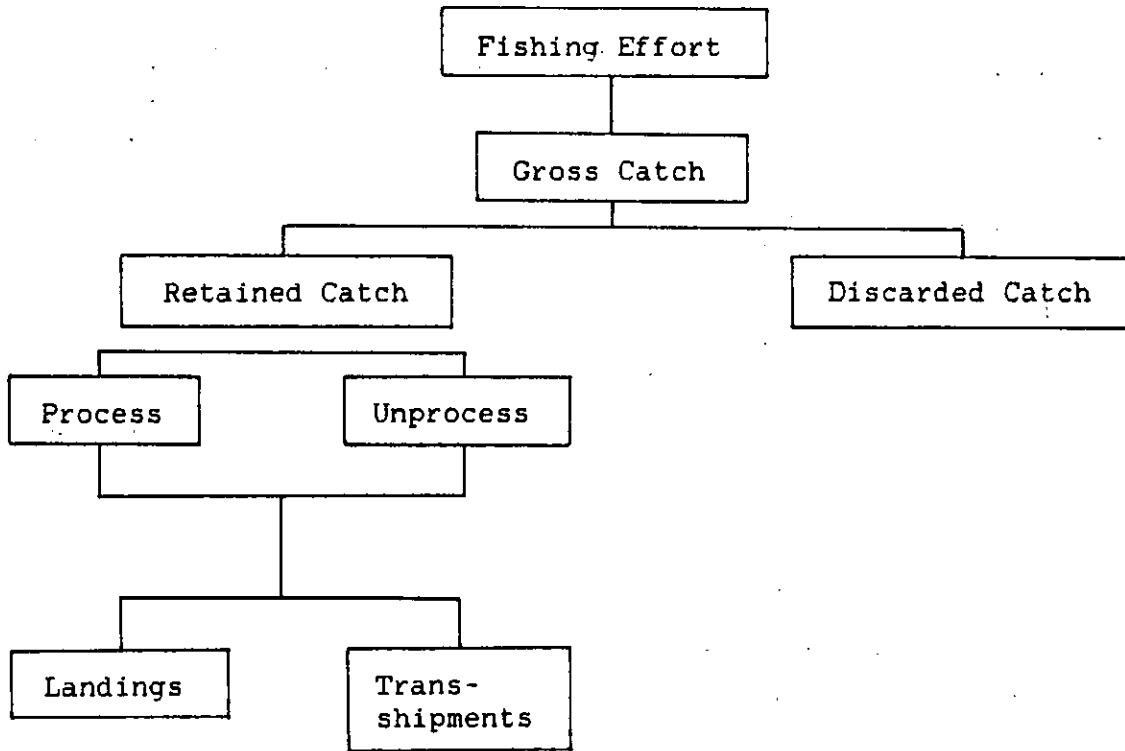 Fishing Effort
Gross Catch
Retained Catch
Discarded Catch
Process
Unprocess
Landings
Trans-
shipments